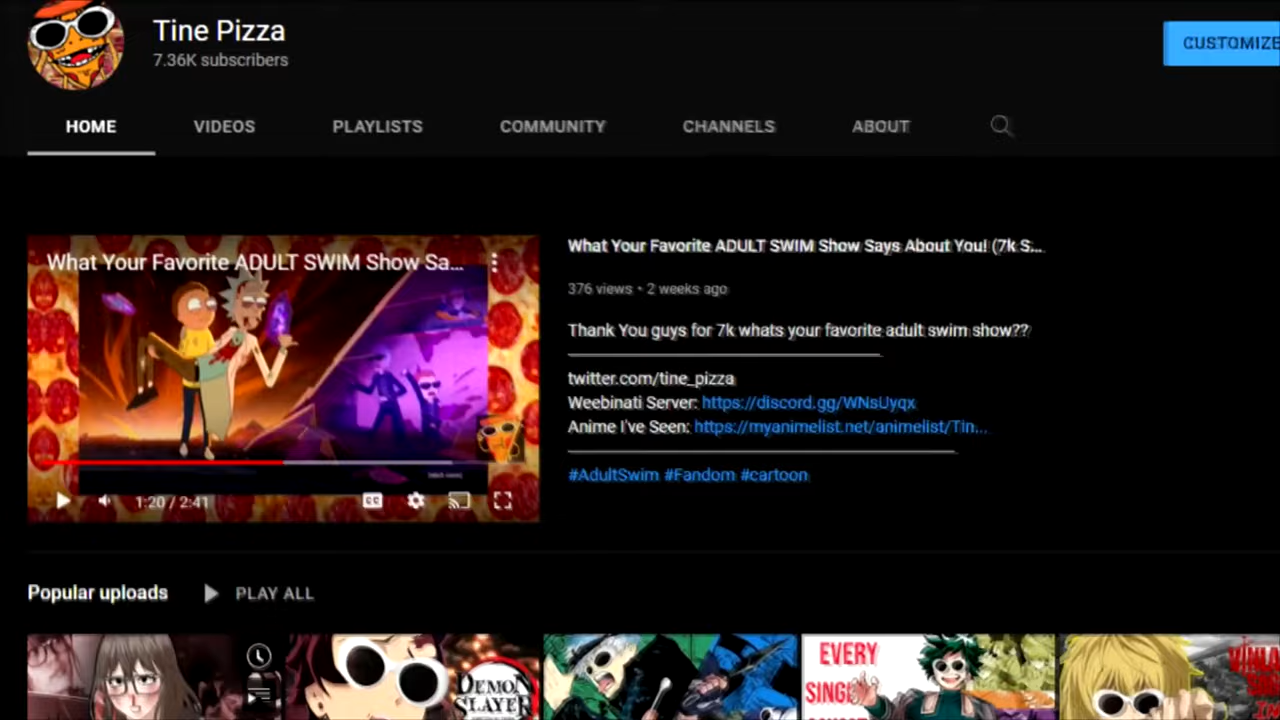 Tine Pizza
7.36K subscribers
CUSTOMIZE
HOME VIDEOS PLAYLISTS COMMUNITY CHANNELS ABOUT
What Your Favorite ADULT SWIM Show Sa...
1:20 / 2:41
What Your Favorite ADULT SWIM Show Says About You! (7k S...
376 views • 2 weeks ago
Thank You guys for 7k whats your favorite adult swim show??
twitter.com/tine_pizza
Weebinati Server: https://discord.gg/WNsUyqx
Anime I've Seen: https://myanimelist.net/animelist/Tin...
#AdultSwim #Fandom #cartoon
Popular uploads PLAY ALL
DEMON
SLAYER
EVERY